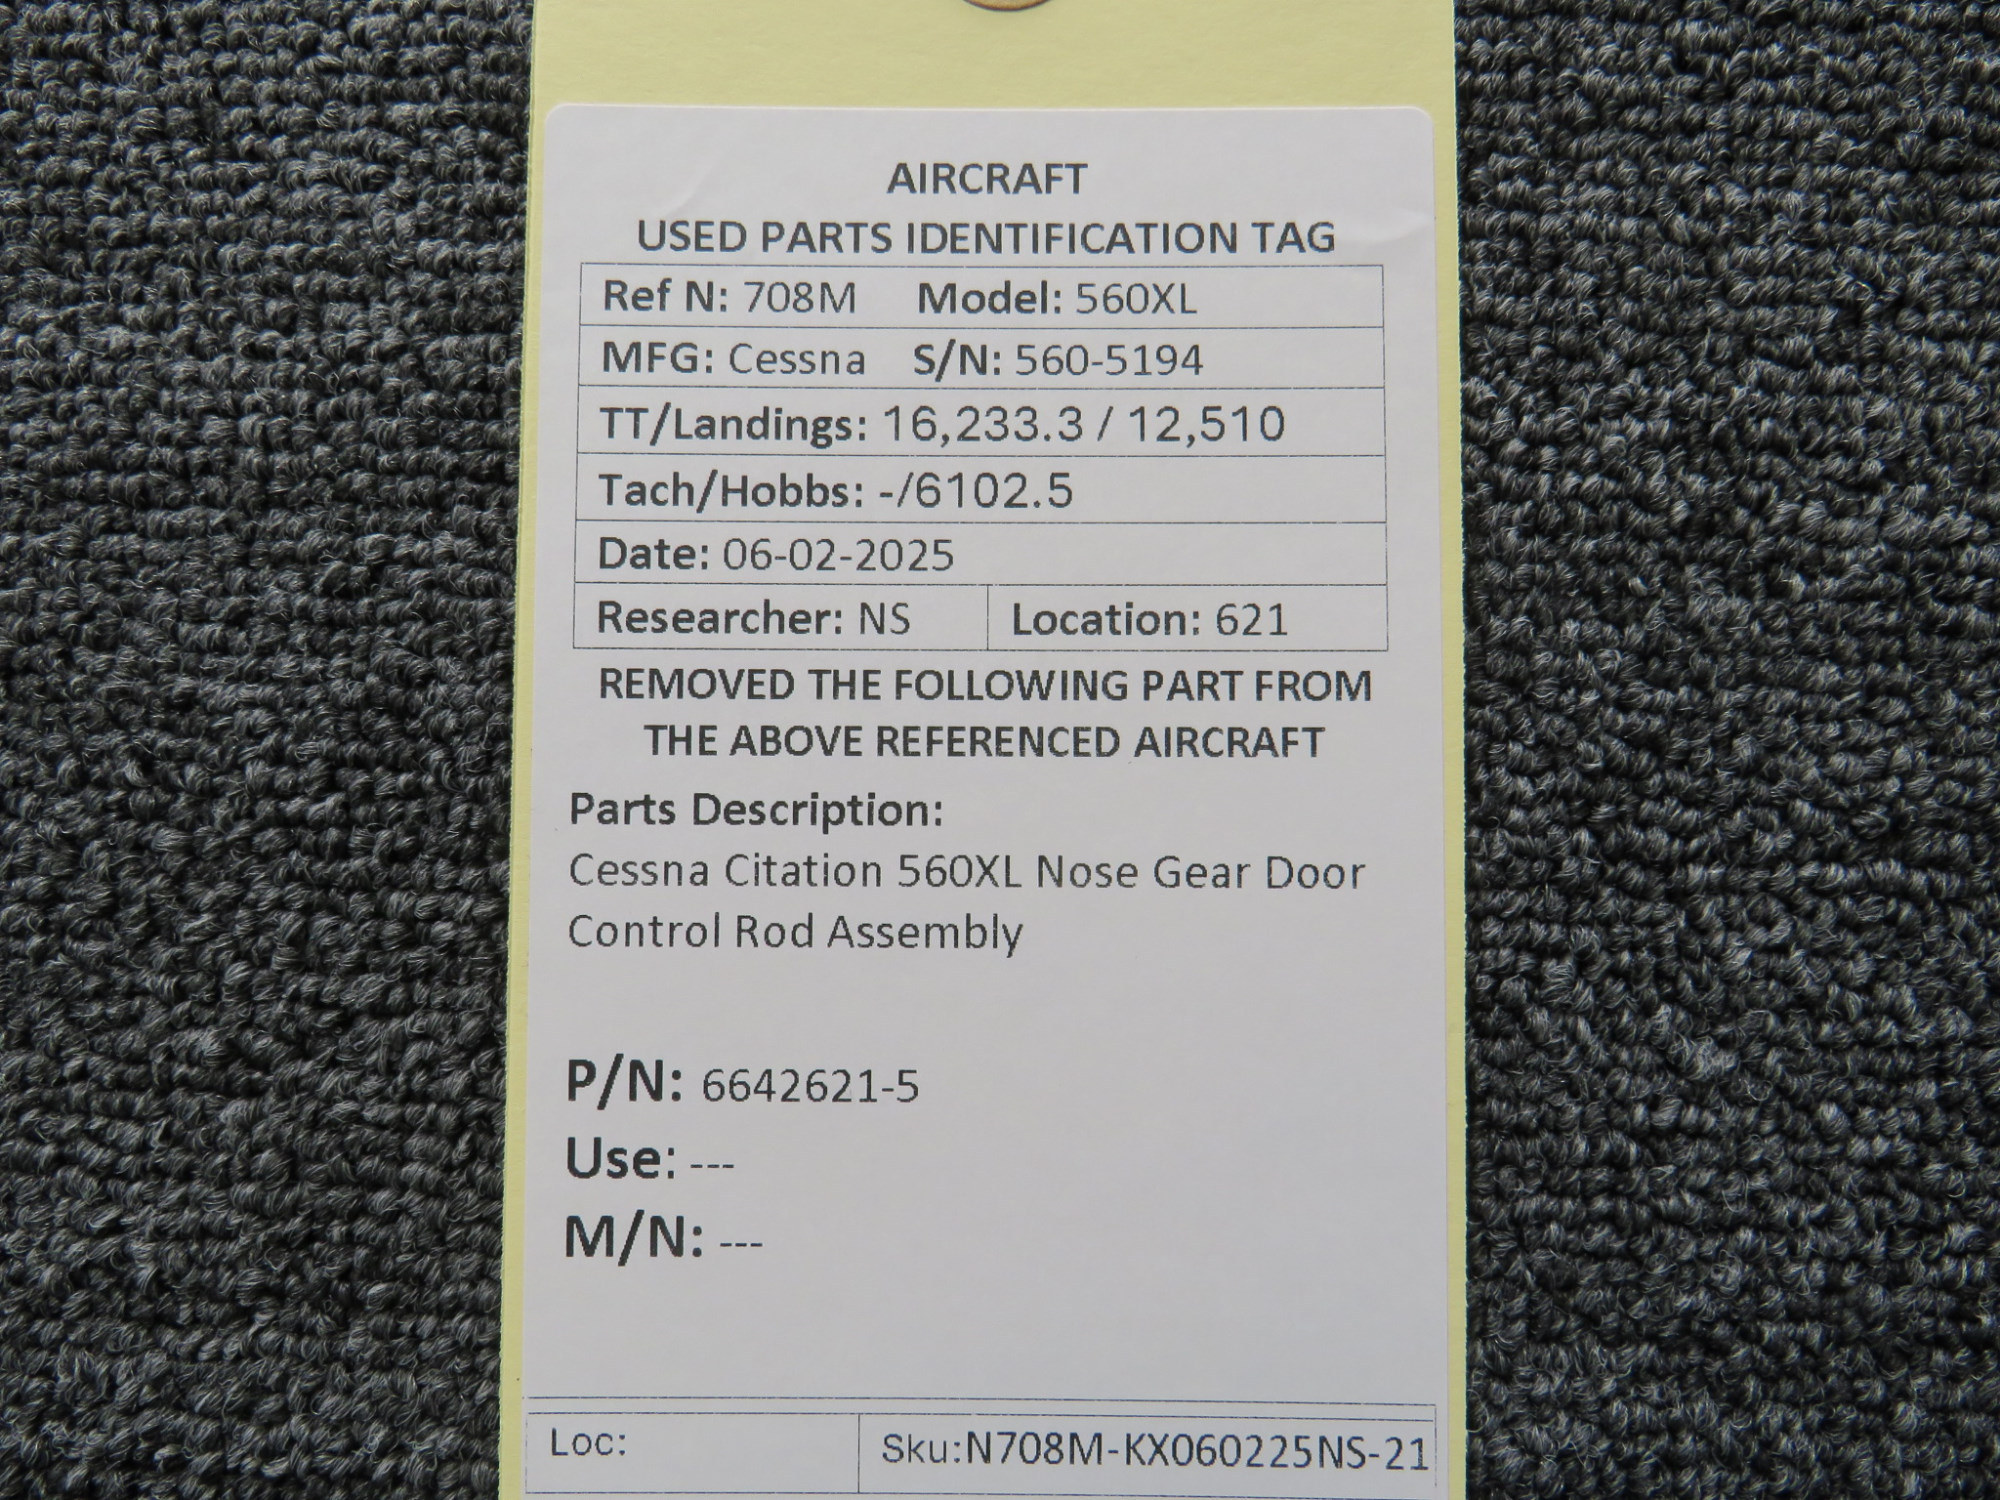 AIRCRAFT
USED PARTS IDENTIFICATION TAG
Ref N: 708M Model: 560XL
MFG: Cessna S/N: 560-5194
TT/Landings: 16,233.3 / 12,510
Tach/Hobbs: -/6102.5
Date: 06-02-2025
Researcher: NS Location: 621
REMOVED THE FOLLOWING PART FROM
THE ABOVE REFERENCED AIRCRAFT
Parts Description:
Cessna Citation 560XL Nose Gear Door
Control Rod Assembly
P/N: 6642621-5
Use: ---
M/N: ---
Loc: Sku:N708M-KX060225NS-21